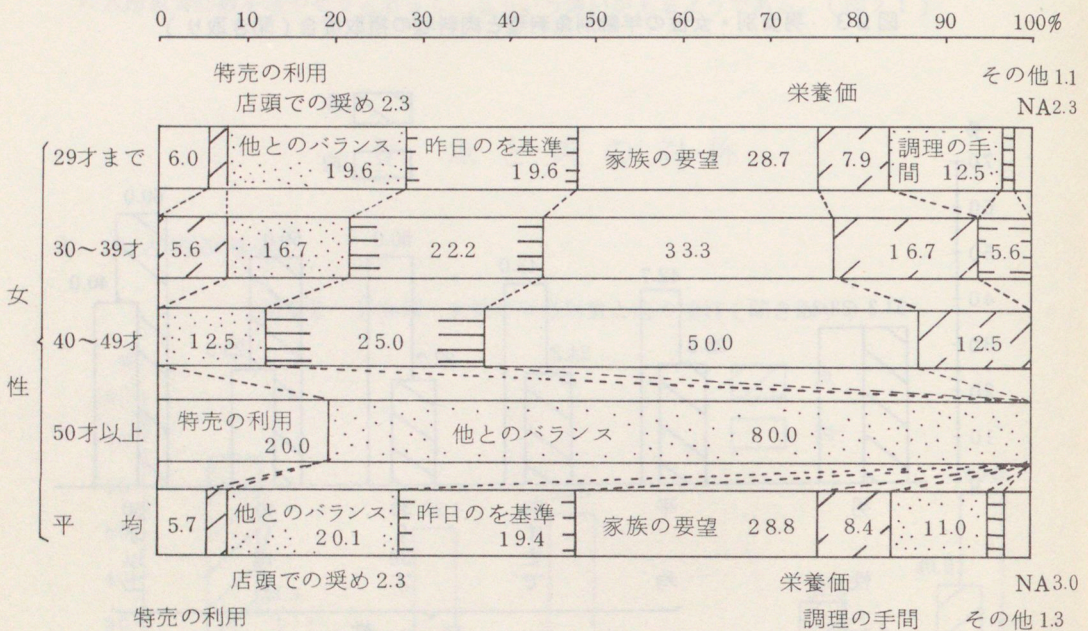 0 10 20 30 40 50 60 70 80 90 100%
特売の利用
店頭での奨め 2.3
栄養価
その他 1.1
NA2.3
女性
29才まで 6.0 他とのバランス 19.6 昨日のを基準 19.6 家族の要望 28.7 7.9 調理の手間 12.5
30〜39才 5.6 16.7 22.2 33.3 16.7 5.6
40〜49才 12.5 25.0 50.0 12.5
50才以上 特売の利用 20.0 他とのバランス 80.0
平均 5.7 他とのバランス 20.1 昨日のを基準 19.4 家族の要望 28.8 8.4 11.0
店頭での奨め 2.3 栄養価 NA3.0
特売の利用 調理の手間 その他 1.3